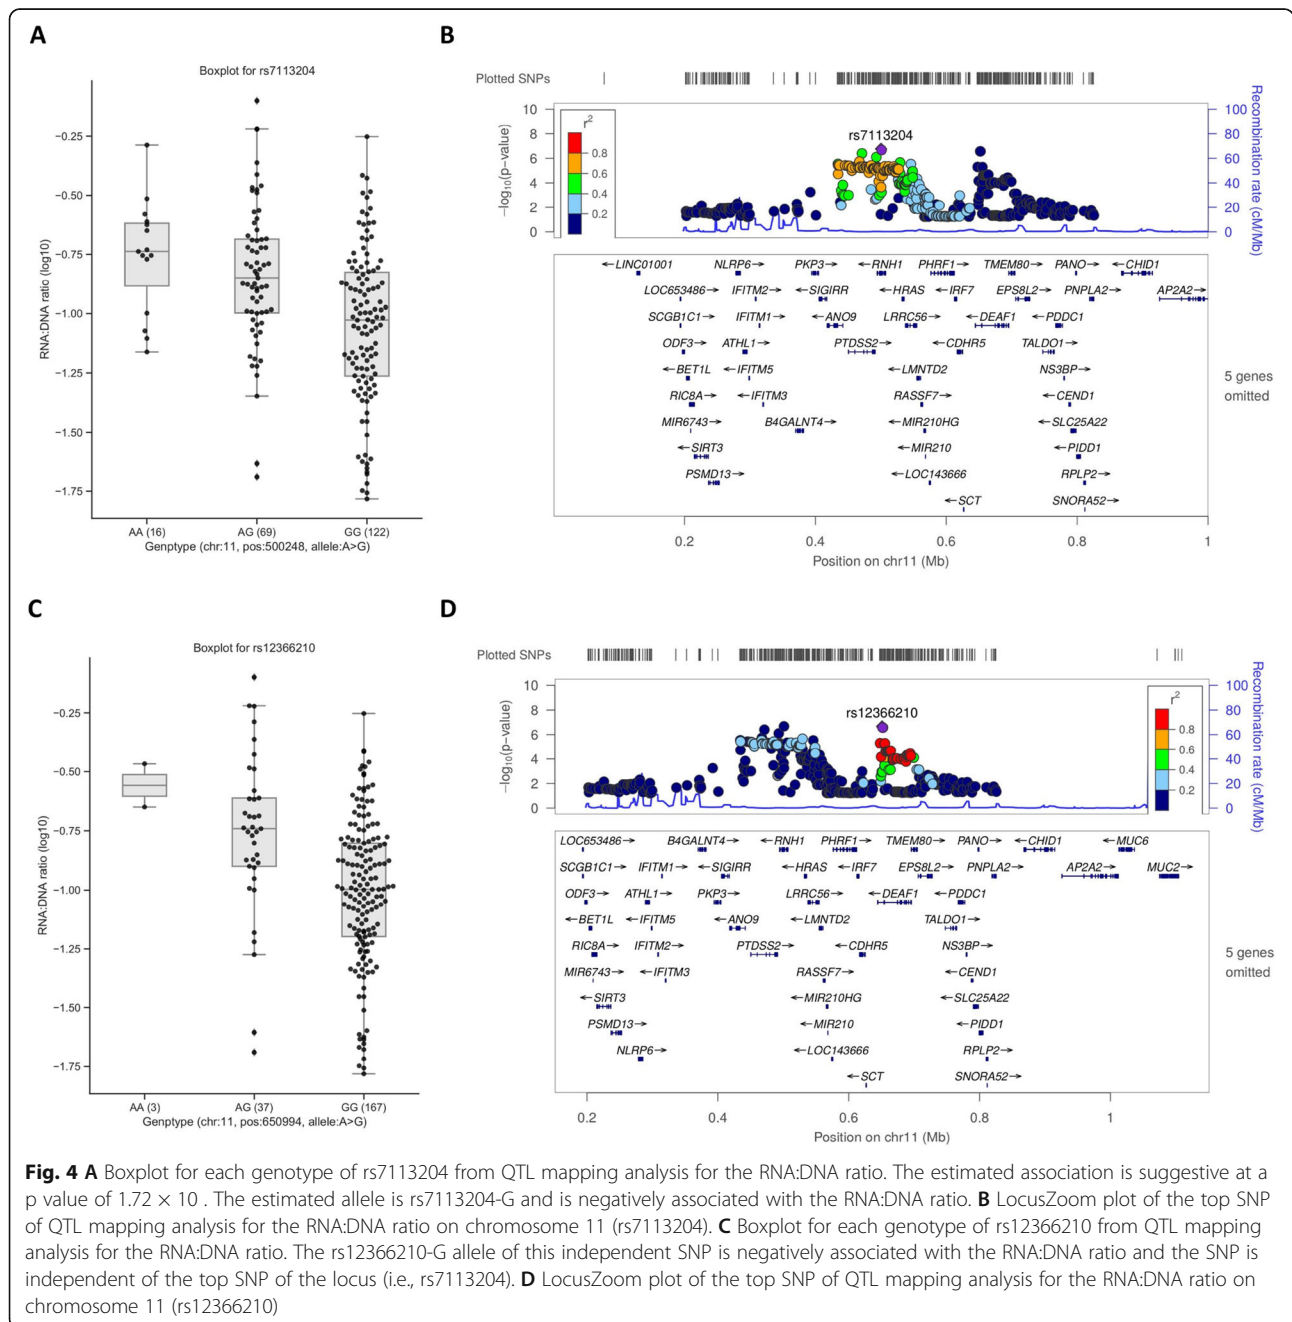 A
Boxplot for rs7113204
RNA:DNA ratio (log10)
−0.25
−0.50
−0.75
−1.00
−1.25
−1.50
−1.75
AA (16) AG (69) GG (122)
Genptype (chr:11, pos:500248, allele:A>G)
B
Plotted SNPs
−log10(p−value)
10
8
6
4
2
0
r2
0.8
0.6
0.4
0.2
rs7113204
100
80
60
40
20
0
Recombination rate (cM/Mb)
←LINC01001 NLRP6→ PKP3→ ←RNH1 PHRF1→ TMEM80→ PANO→ ←CHID1
LOC653486→ IFITM2→ ←SIGIRR ←HRAS ←IRF7 EPS8L2→ PNPLA2→ AP2A2→
SCGB1C1→ ←IFITM1 ←ANO9 LRRC56→ ←DEAF1 ←PDDC1
ODF3→ ATHL1→ PTDSS2→ ←CDHR5 TALDO1→
←BET1L ←IFITM5 ←LMNTD2 NS3BP→
RIC8A→ ←IFITM3 RASSF7→ ←CEND1
MIR6743→ B4GALNT4→ ←MIR210HG ←SLC25A22
←SIRT3 ←MIR210 ←PIDD1
PSMD13→ ←LOC143666 RPLP2→
←SCT SNORA52→
5 genes
omitted
0.2 0.4 0.6 0.8 1
Position on chr11 (Mb)
C
Boxplot for rs12366210
RNA:DNA ratio (log10)
−0.25
−0.50
−0.75
−1.00
−1.25
−1.50
−1.75
AA (3) AG (37) GG (167)
Genptype (chr:11, pos:650994, allele:A>G)
D
Plotted SNPs
−log10(p−value)
10
8
6
4
2
0
rs12366210
r2
0.8
0.6
0.4
0.2
100
80
60
40
20
0
Recombination rate (cM/Mb)
LOC653486→ B4GALNT4→ ←RNH1 PHRF1→ TMEM80→ PANO→ ←CHID1 ←MUC6
SCGB1C1→ IFITM1→ ←SIGIRR ←HRAS ←IRF7 EPS8L2→ PNPLA2→ AP2A2→ MUC2→
ODF3→ ATHL1→ PKP3→ LRRC56→ ←DEAF1 ←PDDC1
←BET1L ←IFITM5 ←ANO9 ←LMNTD2 TALDO1→
RIC8A→ IFITM2→ PTDSS2→ ←CDHR5 NS3BP→
MIR6743→ ←IFITM3 RASSF7→ ←CEND1
←SIRT3 ←MIR210HG ←SLC25A22
PSMD13→ ←MIR210 ←PIDD1
NLRP6→ ←LOC143666 RPLP2→
←SCT SNORA52→
5 genes
omitted
0.2 0.4 0.6 0.8 1
Position on chr11 (Mb)
Fig. 4 A Boxplot for each genotype of rs7113204 from QTL mapping analysis for the RNA:DNA ratio. The estimated association is suggestive at a
p value of 1.72 × 10 . The estimated allele is rs7113204-G and is negatively associated with the RNA:DNA ratio. B LocusZoom plot of the top SNP
of QTL mapping analysis for the RNA:DNA ratio on chromosome 11 (rs7113204). C Boxplot for each genotype of rs12366210 from QTL mapping
analysis for the RNA:DNA ratio. The rs12366210-G allele of this independent SNP is negatively associated with the RNA:DNA ratio and the SNP is
independent of the top SNP of the locus (i.e., rs7113204). D LocusZoom plot of the top SNP of QTL mapping analysis for the RNA:DNA ratio on
chromosome 11 (rs12366210)